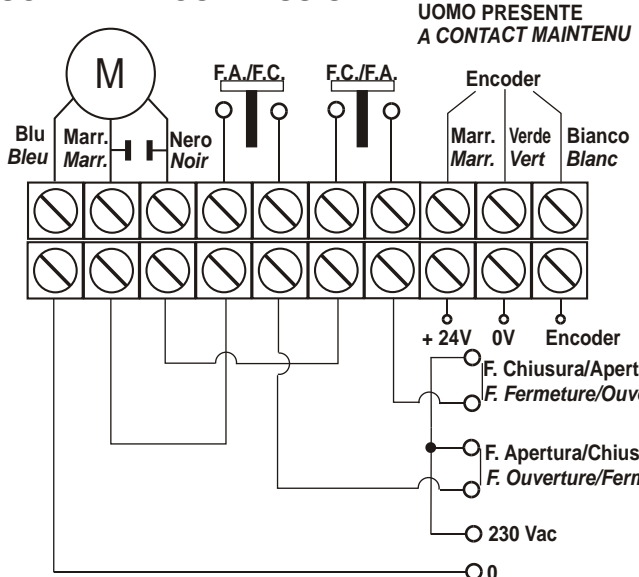 UOMO PRESENTE
A CONTACT MAINTENU
M
F.A./F.C.
F.C./F.A.
Encoder
Blu
Bleu
Marr.
Marr.
Nero
Noir
Marr.
Marr.
Verde
Vert
Bianco
Blanc
+ 24V
0V
Encoder
F. Chiusura/Apert
F. Fermeture/Ouv
F. Apertura/Chius
F. Ouverture/Ferm
230 Vac
0